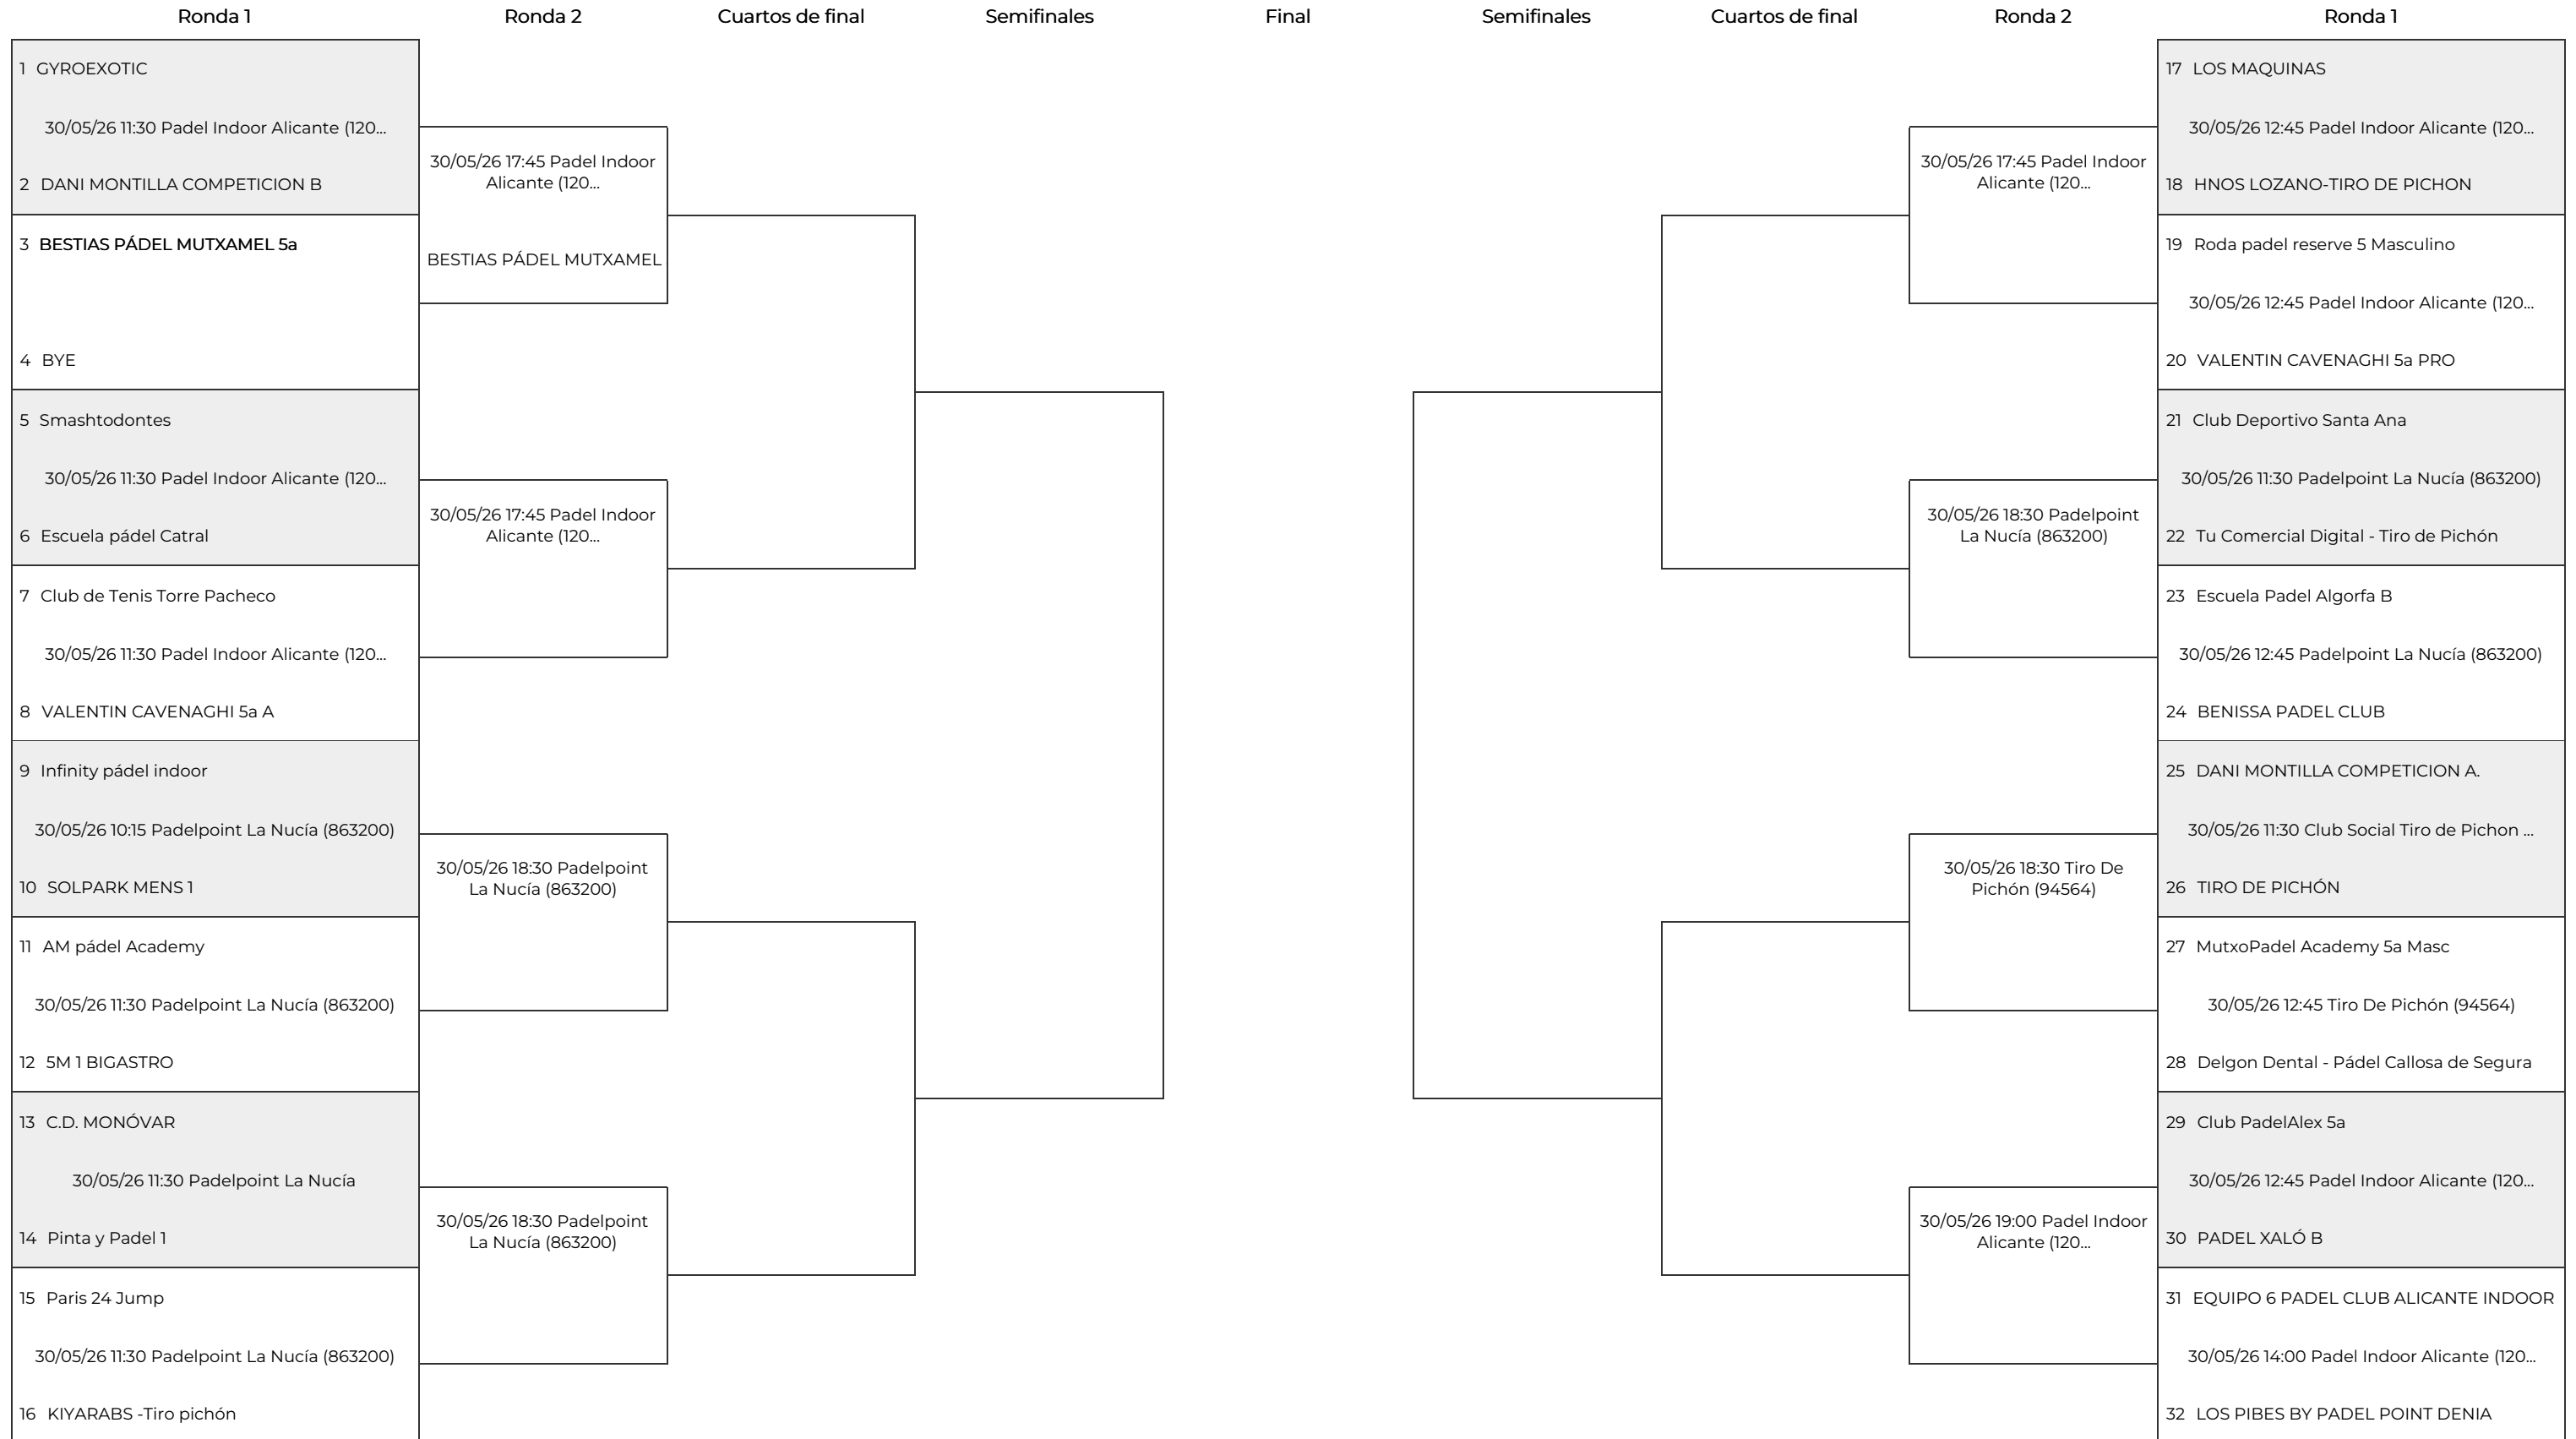 Ronda 1
Ronda 2
Cuartos de final
Semifinales
Final
Semifinales
Cuartos de final
Ronda 2
Ronda 1
1 GYROEXOTIC
30/05/26 11:30 Padel Indoor Alicante (120...
2 DANI MONTILLA COMPETICION B
3 BESTIAS PÁDEL MUTXAMEL 5a
4 BYE
5 Smashtodontes
30/05/26 11:30 Padel Indoor Alicante (120...
6 Escuela pádel Catral
7 Club de Tenis Torre Pacheco
30/05/26 11:30 Padel Indoor Alicante (120...
8 VALENTIN CAVENAGHI 5a A
9 Infinity pádel indoor
30/05/26 10:15 Padelpoint La Nucía (863200)
10 SOLPARK MENS 1
11 AM pádel Academy
30/05/26 11:30 Padelpoint La Nucía (863200)
12 5M 1 BIGASTRO
13 C.D. MONÓVAR
30/05/26 11:30 Padelpoint La Nucía
14 Pinta y Padel 1
15 Paris 24 Jump
30/05/26 11:30 Padelpoint La Nucía (863200)
16 KIYARABS -Tiro pichón
30/05/26 17:45 Padel Indoor
Alicante (120...
BESTIAS PÁDEL MUTXAMEL
30/05/26 17:45 Padel Indoor
Alicante (120...
30/05/26 18:30 Padelpoint
La Nucía (863200)
30/05/26 18:30 Padelpoint
La Nucía (863200)
30/05/26 17:45 Padel Indoor
Alicante (120...
30/05/26 18:30 Padelpoint
La Nucía (863200)
30/05/26 18:30 Tiro De
Pichón (94564)
30/05/26 19:00 Padel Indoor
Alicante (120...
17 LOS MAQUINAS
30/05/26 12:45 Padel Indoor Alicante (120...
18 HNOS LOZANO-TIRO DE PICHON
19 Roda padel reserve 5 Masculino
30/05/26 12:45 Padel Indoor Alicante (120...
20 VALENTIN CAVENAGHI 5a PRO
21 Club Deportivo Santa Ana
30/05/26 11:30 Padelpoint La Nucía (863200)
22 Tu Comercial Digital - Tiro de Pichón
23 Escuela Padel Algorfa B
30/05/26 12:45 Padelpoint La Nucía (863200)
24 BENISSA PADEL CLUB
25 DANI MONTILLA COMPETICION A.
30/05/26 11:30 Club Social Tiro de Pichon ...
26 TIRO DE PICHÓN
27 MutxoPadel Academy 5a Masc
30/05/26 12:45 Tiro De Pichón (94564)
28 Delgon Dental - Pádel Callosa de Segura
29 Club PadelAlex 5a
30/05/26 12:45 Padel Indoor Alicante (120...
30 PADEL XALÓ B
31 EQUIPO 6 PADEL CLUB ALICANTE INDOOR
30/05/26 14:00 Padel Indoor Alicante (120...
32 LOS PIBES BY PADEL POINT DENIA